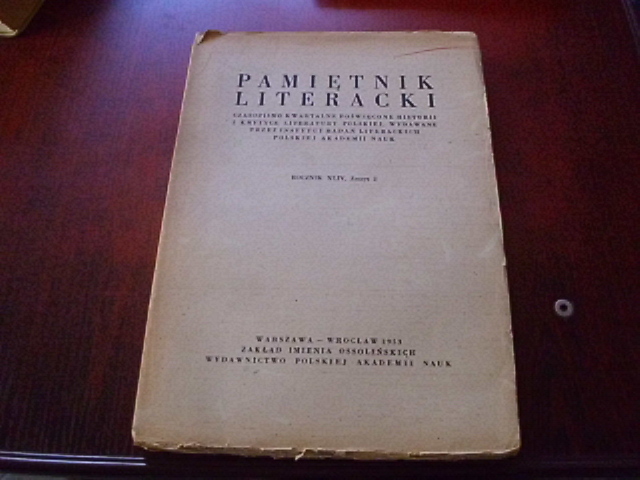 PAMIĘTNIK
LITERACKI
CZASOPISMO KWARTALNE POŚWIĘCONE HISTORII
I KRYTYCE LITERATURY POLSKIEJ, WYDAWANE
PRZEZ INSTYTUT BADAŃ LITERACKICH
POLSKIEJ AKADEMII NAUK
ROCZNIK XLIV, Zeszyt 2
WARSZAWA – WROCŁAW 1953
ZAKŁAD IMIENIA OSSOLIŃSKICH
WYDAWNICTWO POLSKIEJ AKADEMII NAUK